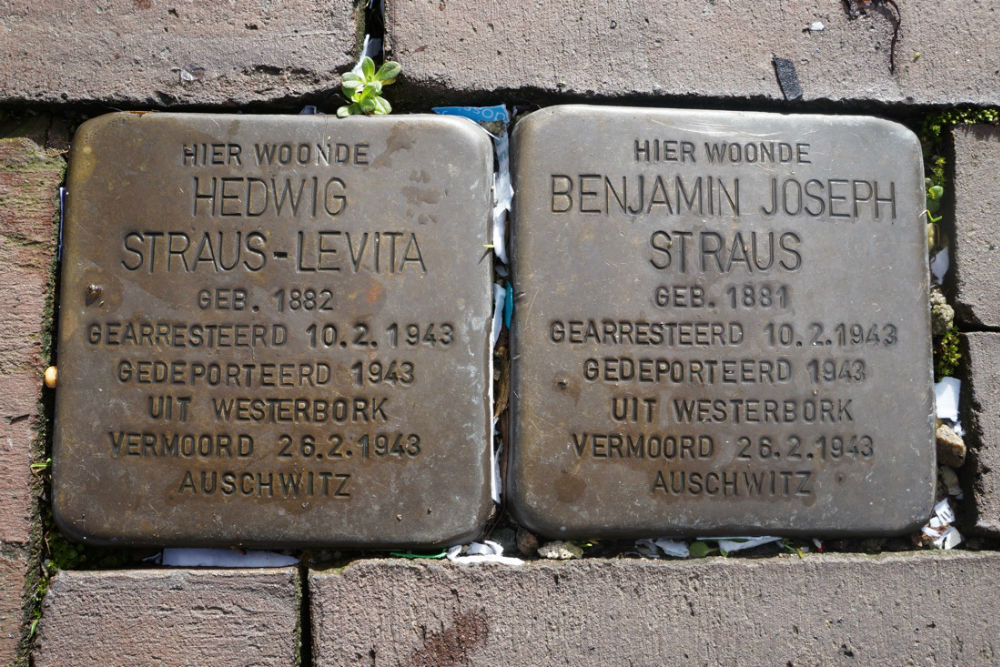 HIER WOONDE
HEDWIG
STRAUS-LEVITA
GEB. 1882
GEARRESTEERD 10.2.1943
GEDEPORTEERD 1943
UIT WESTERBORK
VERMOORD 26.2.1943
AUSCHWITZ
HIER WOONDE
BENJAMIN JOSEPH
STRAUS
GEB. 1881
GEARRESTEERD 10.2.1943
GEDEPORTEERD 1943
UIT WESTERBORK
VERMOORD 26.2.1943
AUSCHWITZ